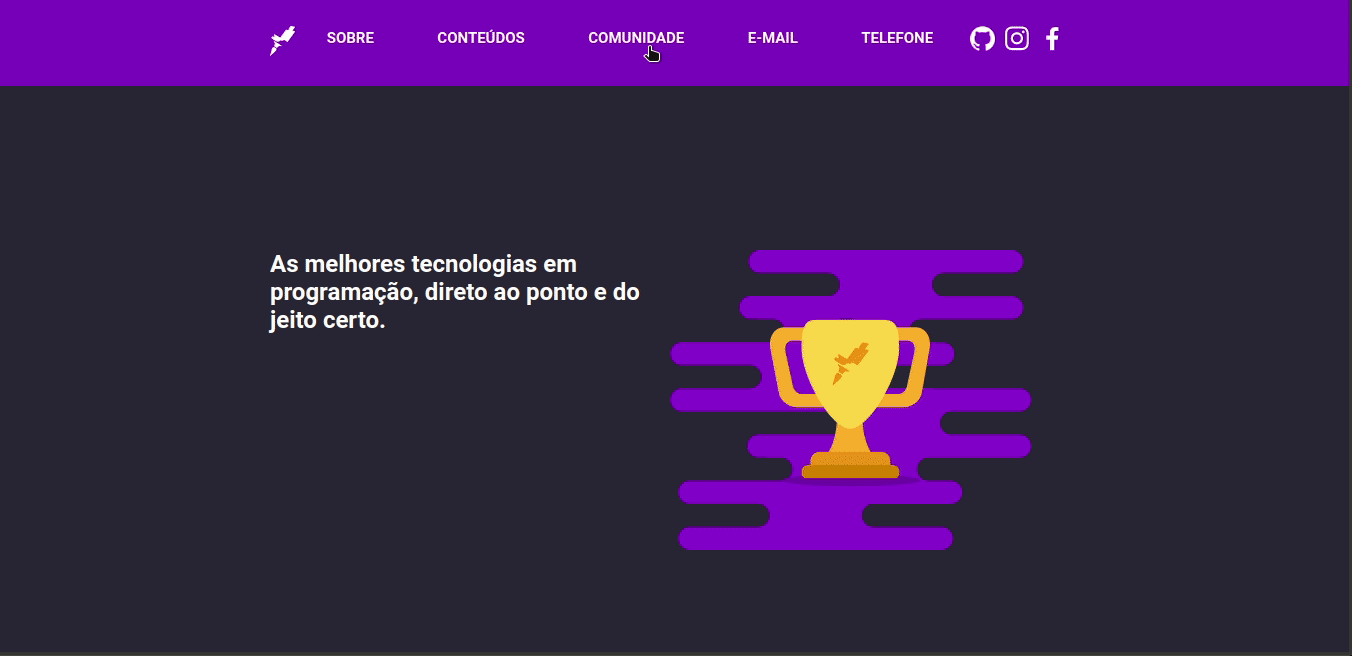 SOBRE CONTEÚDOS COMUNIDADE E-MAIL TELEFONE
As melhores tecnologias em
programação, direto ao ponto e do
jeito certo.